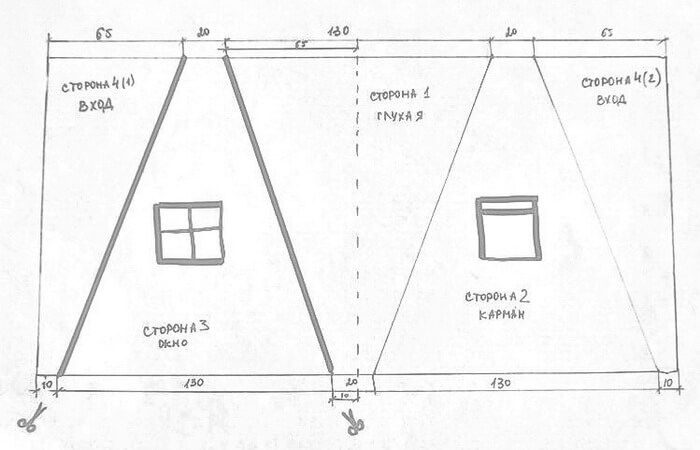 65 20 130 20 65
65
СТОРОНА 4(1)
ВХОД
СТОРОНА 1
ГЛУХАЯ
СТОРОНА 4(2)
ВХОД
СТОРОНА 3
ОКНО
СТОРОНА 2
КАРМАН
10 130 20 130 10
10